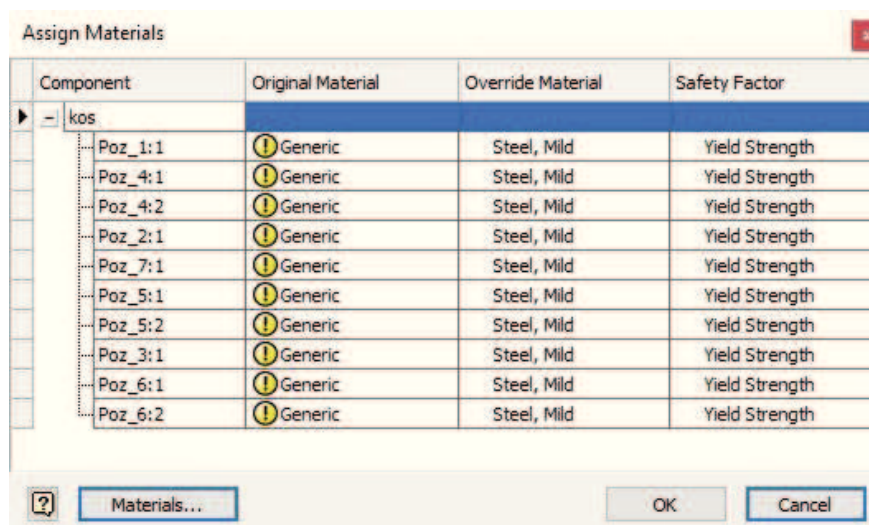 Assign Materials
Component Original Material Override Material Safety Factor
kos
Poz_1:1 Generic Steel, Mild Yield Strength
Poz_4:1 Generic Steel, Mild Yield Strength
Poz_4:2 Generic Steel, Mild Yield Strength
Poz_2:1 Generic Steel, Mild Yield Strength
Poz_7:1 Generic Steel, Mild Yield Strength
Poz_5:1 Generic Steel, Mild Yield Strength
Poz_5:2 Generic Steel, Mild Yield Strength
Poz_3:1 Generic Steel, Mild Yield Strength
Poz_6:1 Generic Steel, Mild Yield Strength
Poz_6:2 Generic Steel, Mild Yield Strength
? Materials... OK Cancel